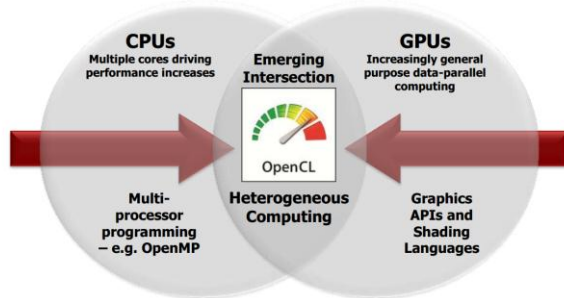 CPUs
Multiple cores driving
performance increases
Emerging
Intersection
GPUs
Increasingly general
purpose data-parallel
computing
OpenCL
Multi-
processor
programming
– e.g. OpenMP
Heterogeneous
Computing
Graphics
APIs and
Shading
Languages